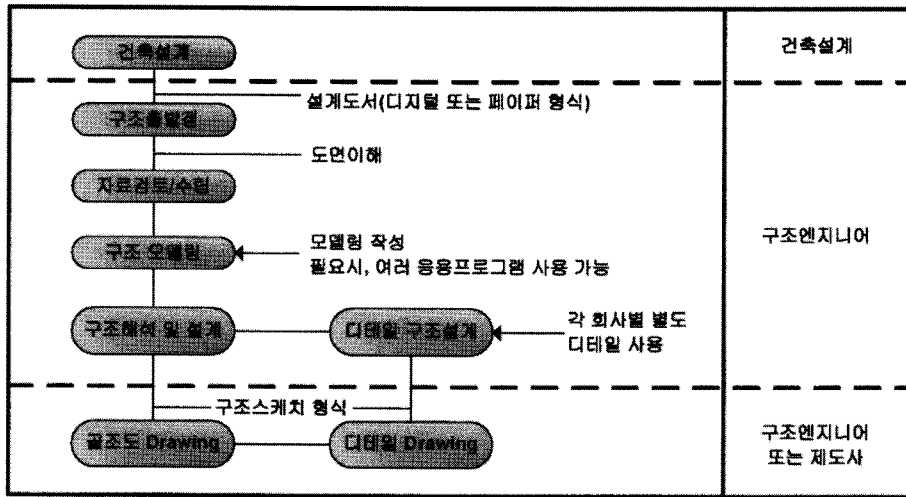 건축설계
건축설계
설계도서(디지털 또는 페이퍼 형식)
구조출발점
도면이해
자료검토/수립
구조 모델링
모델링 작성
필요시, 여러 응용프로그램 사용 가능
구조엔지니어
구조해석 및 설계
디테일 구조설계
각 회사별 별도
디테일 사용
구조스케치 형식
골조도 Drawing
디테일 Drawing
구조엔지니어
또는 제도사